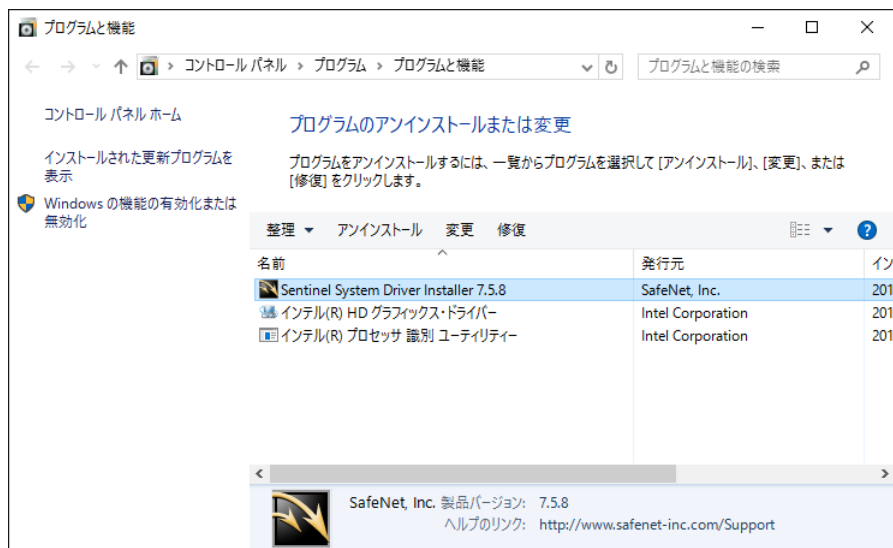 プログラムと機能
コントロール パネル › プログラム › プログラムと機能
プログラムと機能の検索
コントロール パネル ホーム
インストールされた更新プログラムを
表示
Windows の機能の有効化または
無効化
プログラムのアンインストールまたは変更
プログラムをアンインストールするには、一覧からプログラムを選択して [アンインストール]、[変更]、または
[修復] をクリックします。
整理 アンインストール 変更 修復
名前 発行元 イン
Sentinel System Driver Installer 7.5.8 SafeNet, Inc. 201
インテル(R) HD グラフィックス・ドライバー Intel Corporation 201
インテル(R) プロセッサ 識別 ユーティリティー Intel Corporation 201
SafeNet, Inc. 製品バージョン: 7.5.8
ヘルプのリンク: http://www.safenet-inc.com/Support